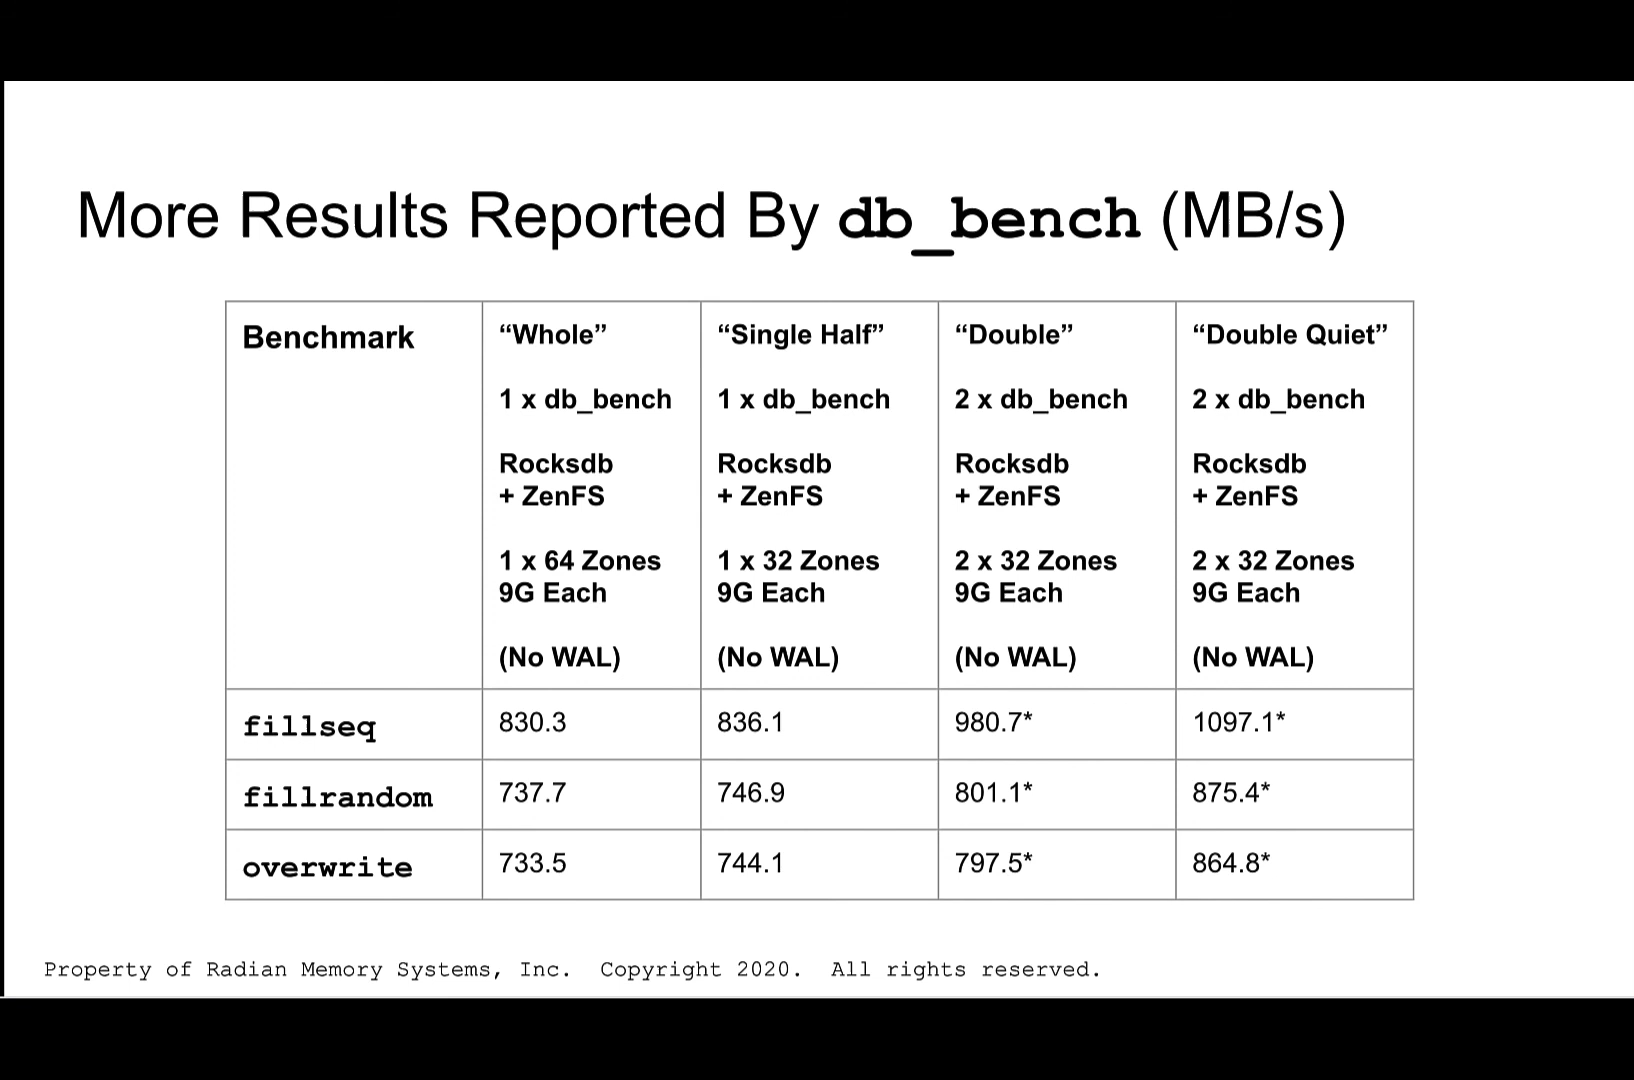 More Results Reported By db_bench (MB/s)
Benchmark
“Whole”
1 x db_bench
Rocksdb
+ ZenFS
1 x 64 Zones
9G Each
(No WAL)
“Single Half”
1 x db_bench
Rocksdb
+ ZenFS
1 x 32 Zones
9G Each
(No WAL)
“Double”
2 x db_bench
Rocksdb
+ ZenFS
2 x 32 Zones
9G Each
(No WAL)
“Double Quiet”
2 x db_bench
Rocksdb
+ ZenFS
2 x 32 Zones
9G Each
(No WAL)
fillseq 830.3 836.1 980.7* 1097.1*
fillrandom 737.7 746.9 801.1* 875.4*
overwrite 733.5 744.1 797.5* 864.8*
Property of Radian Memory Systems, Inc. Copyright 2020. All rights reserved.